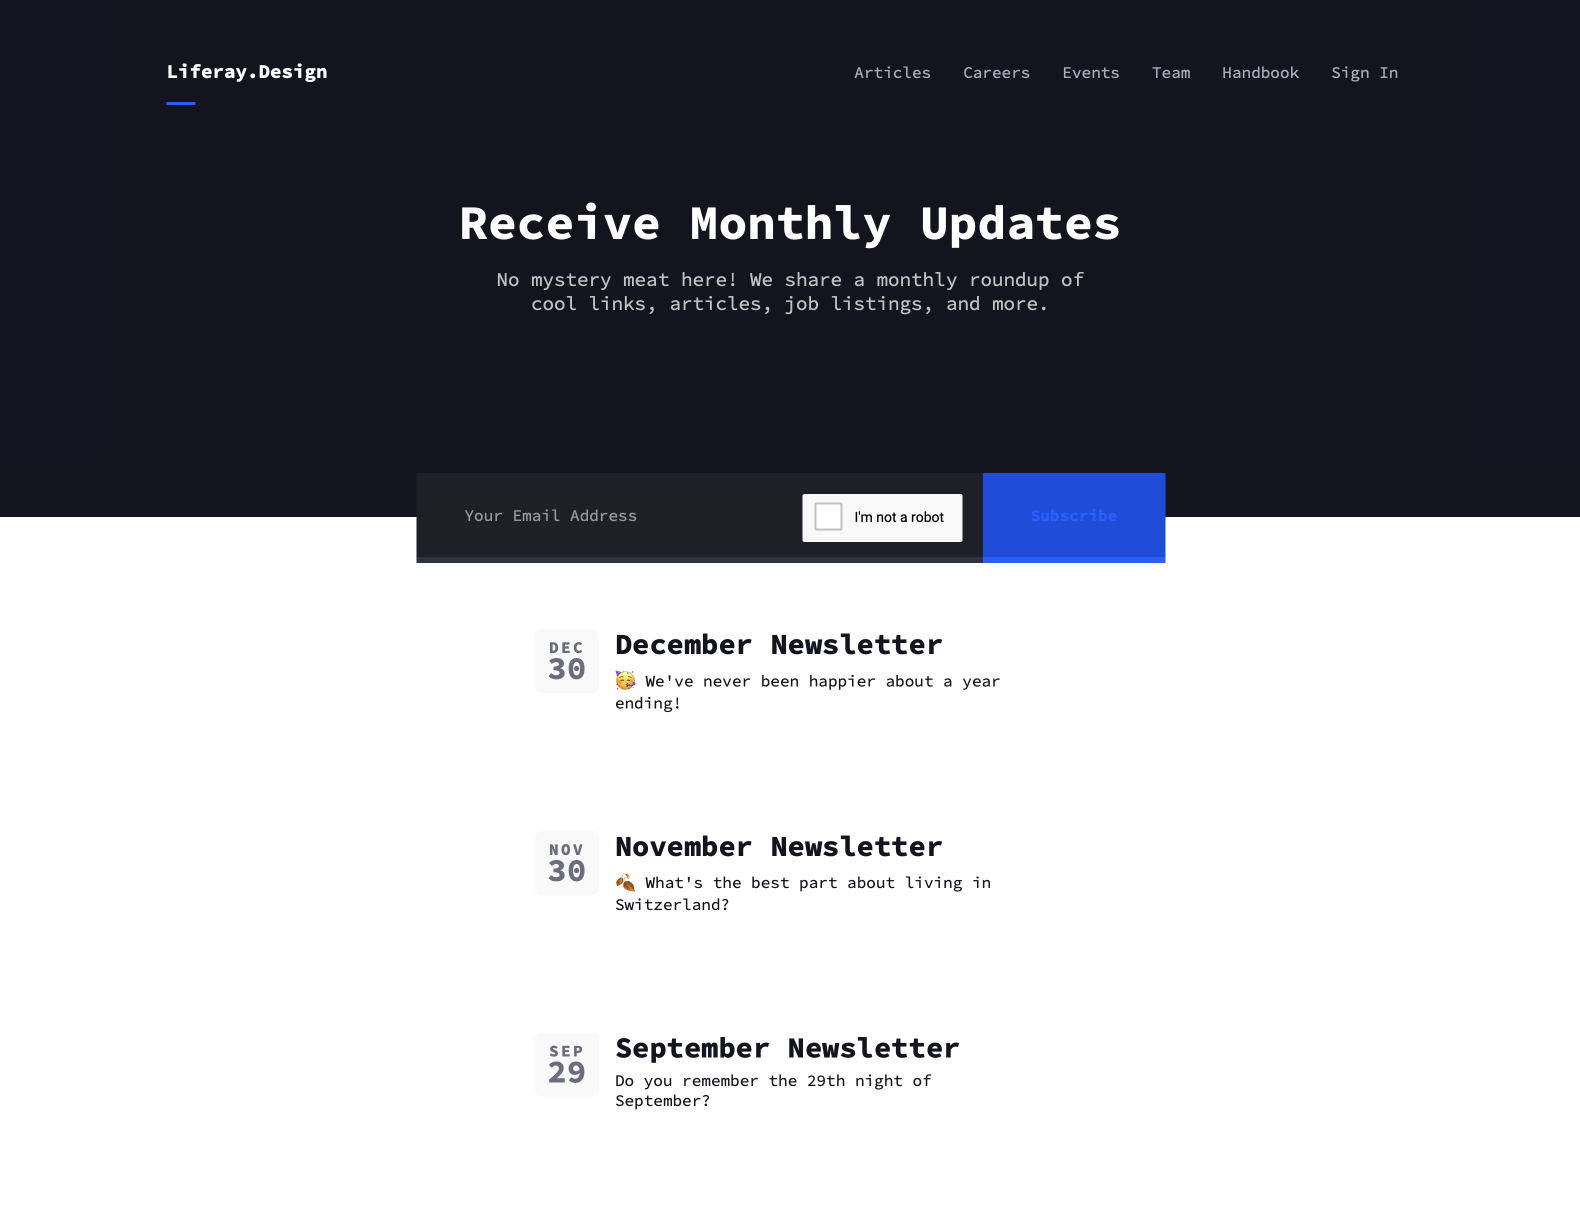 Liferay.Design
Articles Careers Events Team Handbook Sign In
Receive Monthly Updates
No mystery meat here! We share a monthly roundup of
cool links, articles, job listings, and more.
Your Email Address
I'm not a robot
Subscribe
DEC
30
December Newsletter
🥳 We've never been happier about a year
ending!
NOV
30
November Newsletter
🍂 What's the best part about living in
Switzerland?
SEP
29
September Newsletter
Do you remember the 29th night of
September?